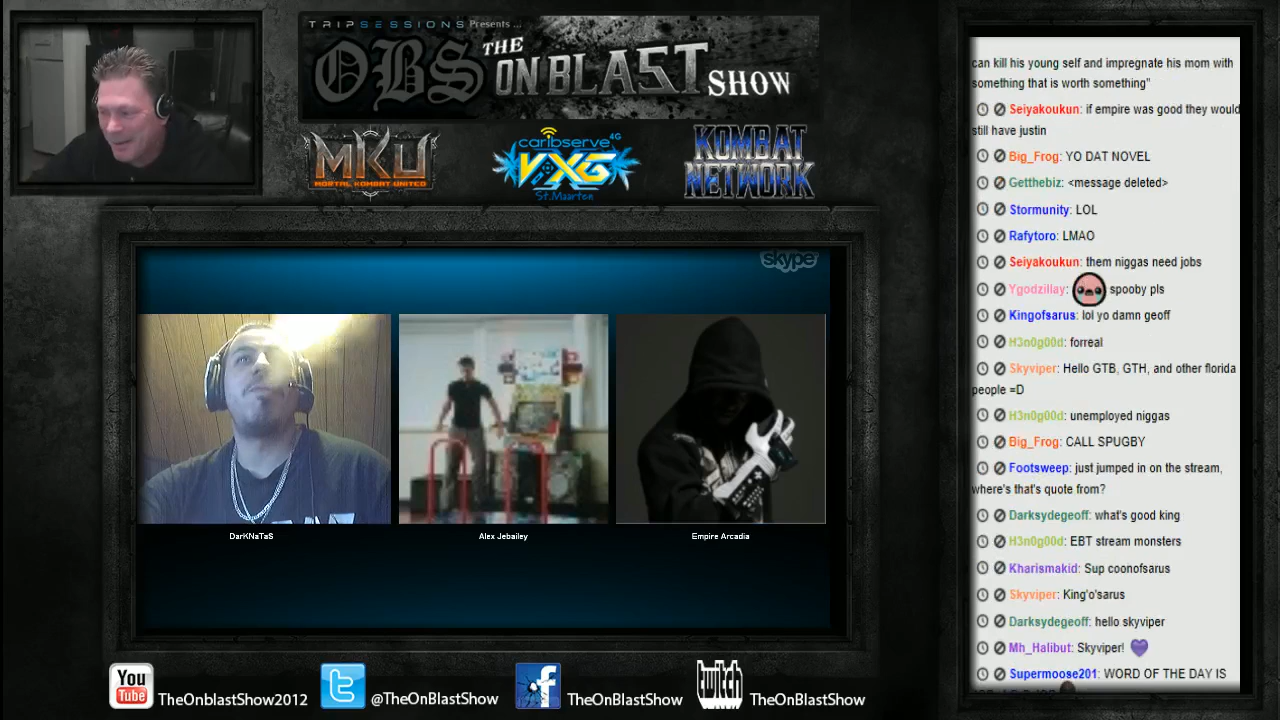 TRIPSESSIONS Presents ...
OBS THE ON BLAST SHOW
MKU
MORTAL KOMBAT UNITED
caribserve 4G
VXG
St.Maarten
KOMBAT
NETWORK
skype
DarKNaTaS
Alex Jebailey
Empire Arcadia
You
Tube
TheOnblastShow2012
@TheOnBlastShow
f
TheOnBlastShow
twitch
TheOnBlastShow
can kill his young self and impregnate his mom with
something that is worth something"
Seiyakoukun: if empire was good they would
still have justin
Big_Frog: YO DAT NOVEL
Getthebiz: <message deleted>
Stormunity: LOL
Rafytoro: LMAO
Seiyakoukun: them niggas need jobs
Ygodzillay: spooby pls
Kingofsarus: lol yo damn geoff
H3n0g00d: forreal
Skyviper: Hello GTB, GTH, and other florida
people =D
H3n0g00d: unemployed niggas
Big_Frog: CALL SPUGBY
Footsweep: just jumped in on the stream,
where's that's quote from?
Darksydegeoff: what's good king
H3n0g00d: EBT stream monsters
Kharismakid: Sup coonofsarus
Skyviper: King'o'sarus
Darksydegeoff: hello skyviper
Mh_Halibut: Skyviper!
Supermoose201: WORD OF THE DAY IS